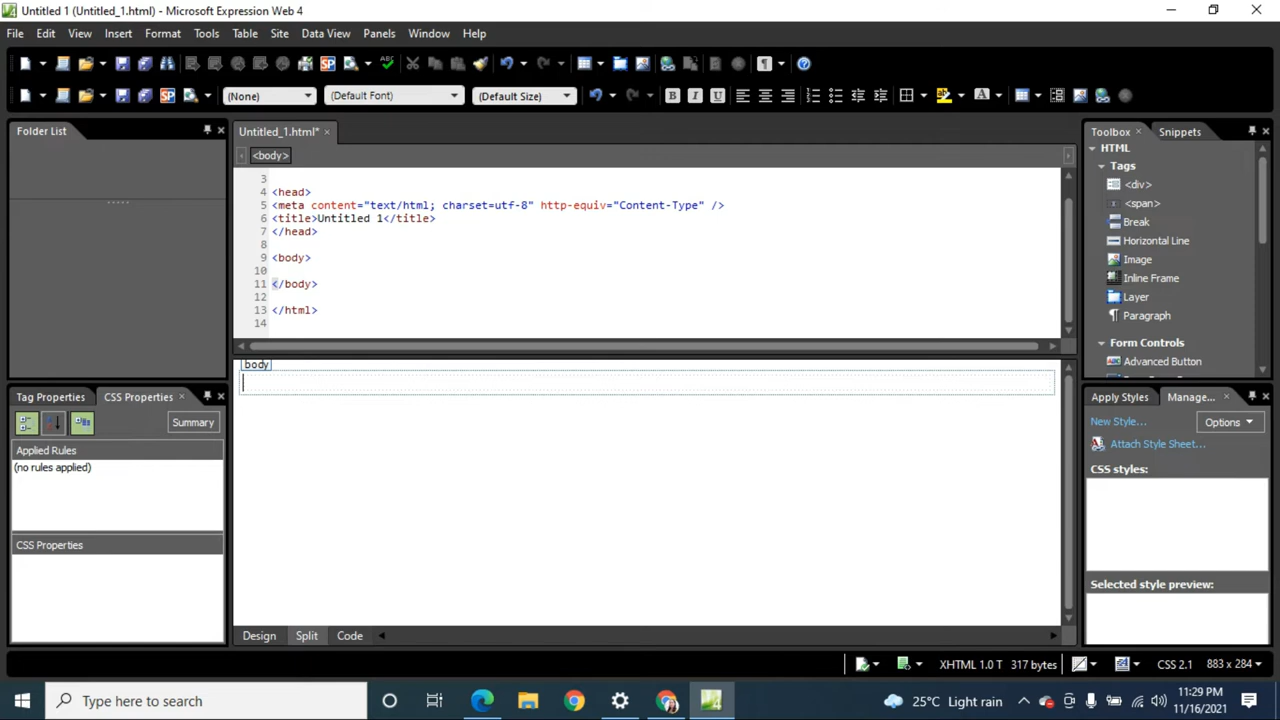 Untitled 1 (Untitled_1.html) - Microsoft Expression Web 4
File Edit View Insert Format Tools Table Site Data View Panels Window Help
(None) (Default Font) (Default Size)
Folder List
Untitled_1.html*
<body>
3
4 <head>
5 <meta content="text/html; charset=utf-8" http-equiv="Content-Type" />
6 <title>Untitled 1</title>
7 </head>
8
9 <body>
10
11 </body>
12
13 </html>
14
body
Design Split Code
Tag Properties CSS Properties
Summary
Applied Rules
(no rules applied)
CSS Properties
Toolbox Snippets
HTML
Tags
<div>
<span>
Break
Horizontal Line
Image
Inline Frame
Layer
Paragraph
Form Controls
Advanced Button
Apply Styles Manage...
New Style... Options
Attach Style Sheet...
CSS styles:
Selected style preview:
XHTML 1.0 T 317 bytes CSS 2.1 883 x 284
Type here to search
25°C Light rain
11:29 PM
11/16/2021